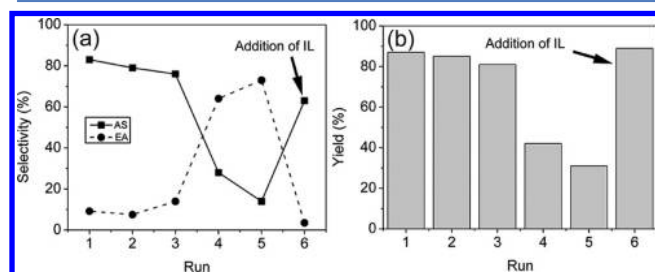 (a)
Addition of IL
AS
EA
Selectivity (%)
100
80
60
40
20
0
1 2 3 4 5 6
Run
(b)
Addition of IL
Yield (%)
100
80
60
40
20
0
1 2 3 4 5 6
Run